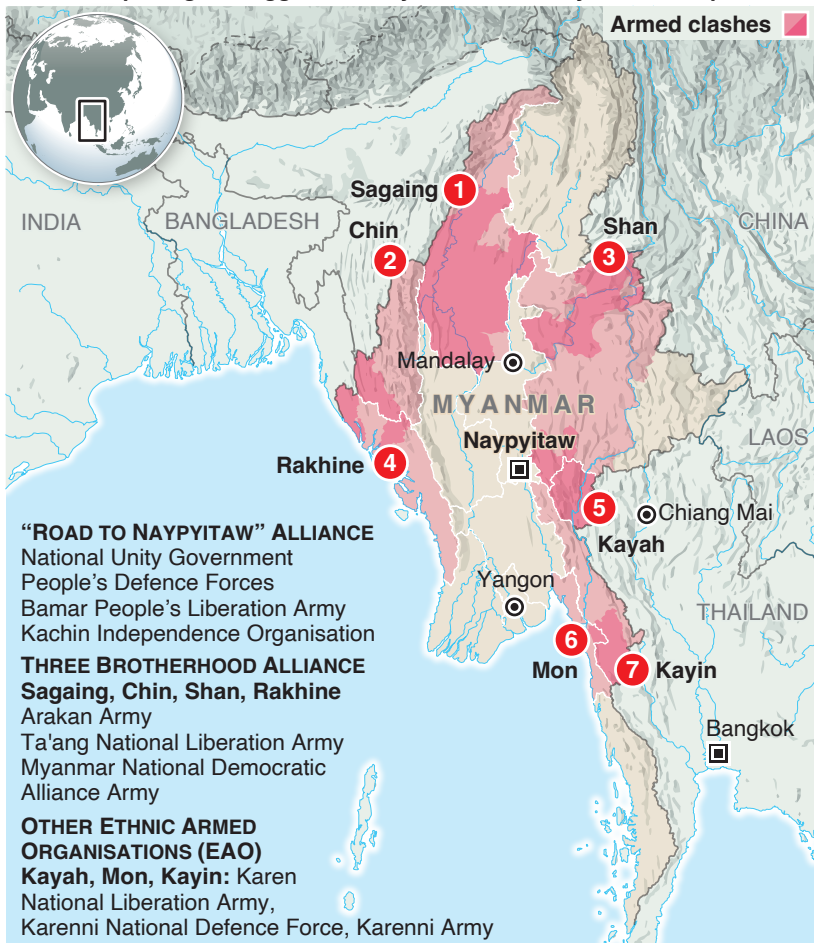 Armed clashes
Sagaing 1
INDIA
BANGLADESH
Chin
2
Shan
3
CHINA
Mandalay
MYANMAR
Naypyitaw
LAOS
Rakhine 4
5
Kayah
Chiang Mai
“ROAD TO NAYPYITAW” ALLIANCE
National Unity Government
People’s Defence Forces
Bamar People’s Liberation Army
Kachin Independence Organisation
Yangon
THAILAND
6
Mon
7 Kayin
Bangkok
THREE BROTHERHOOD ALLIANCE
Sagaing, Chin, Shan, Rakhine
Arakan Army
Ta'ang National Liberation Army
Myanmar National Democratic
Alliance Army
OTHER ETHNIC ARMED
ORGANISATIONS (EAO)
Kayah, Mon, Kayin: Karen
National Liberation Army,
Karenni National Defence Force, Karenni Army